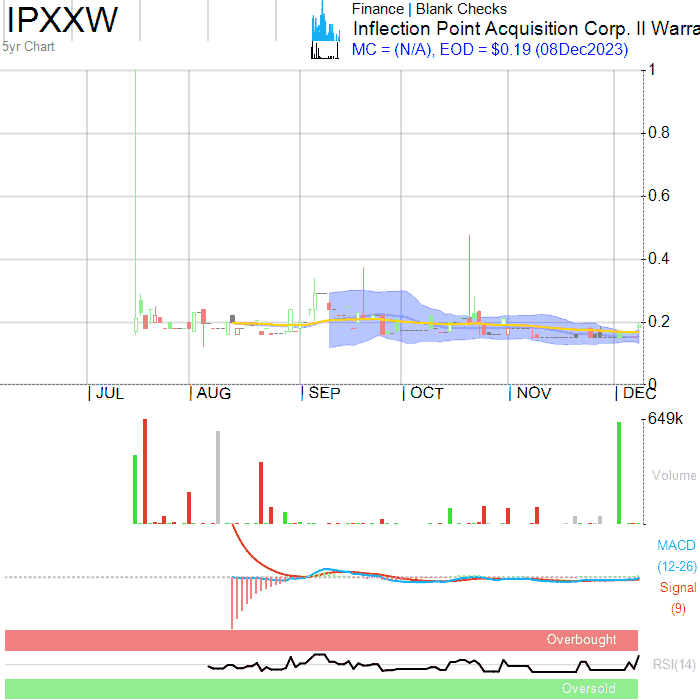 IPXXW
5yr Chart
Finance | Blank Checks
Inflection Point Acquisition Corp. II Warra
MC = (N/A), EOD = $0.19 (08Dec2023)
1
0.8
0.6
0.4
0.2
0
JUL AUG SEP OCT NOV DEC
649k
Volume
MACD
(12-26)
Signal
(9)
Overbought
RSI(14)
Oversold